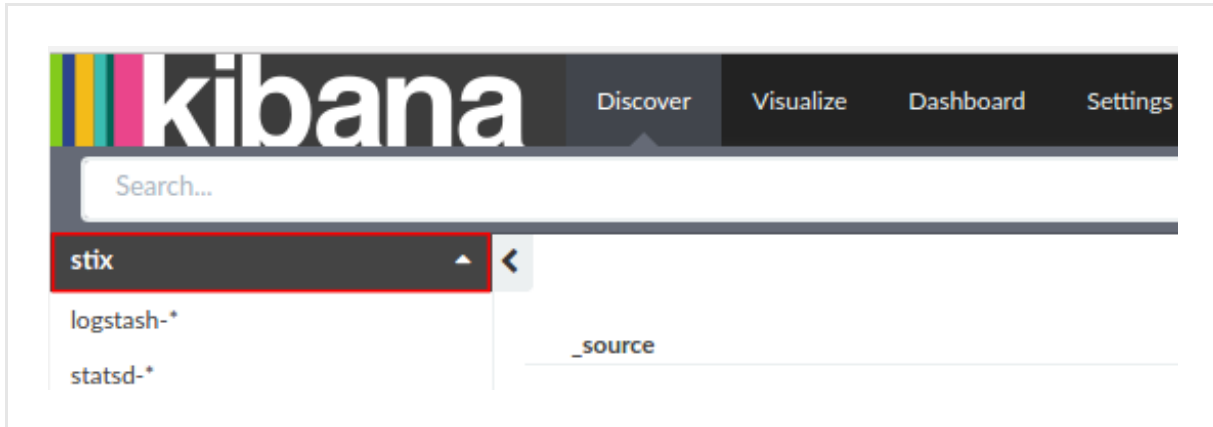 kibana Discover Visualize Dashboard Settings
Search...
stix
logstash-*
_source
statsd-*